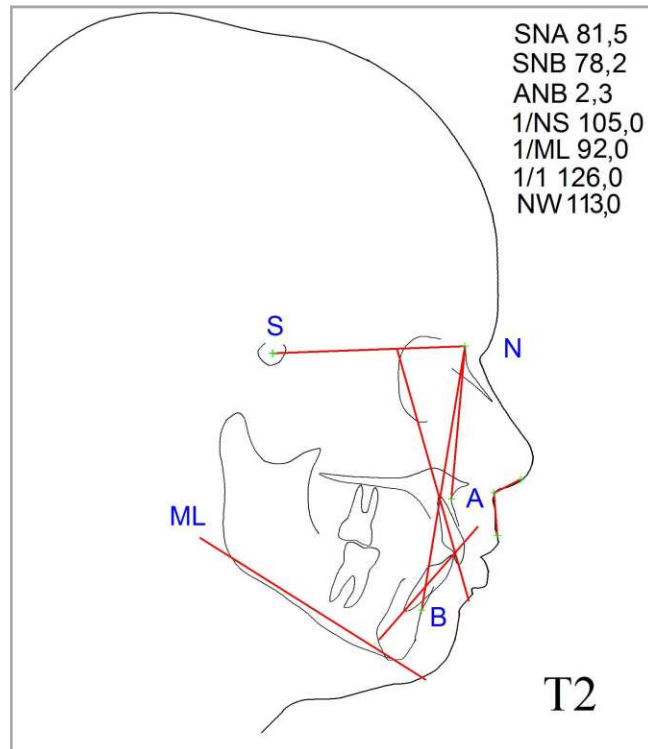 SNA 81,5
SNB 78,2
ANB 2,3
1/NS 105,0
1/ML 92,0
1/1 126,0
NW 113,0
S
N
A
ML
B
T2